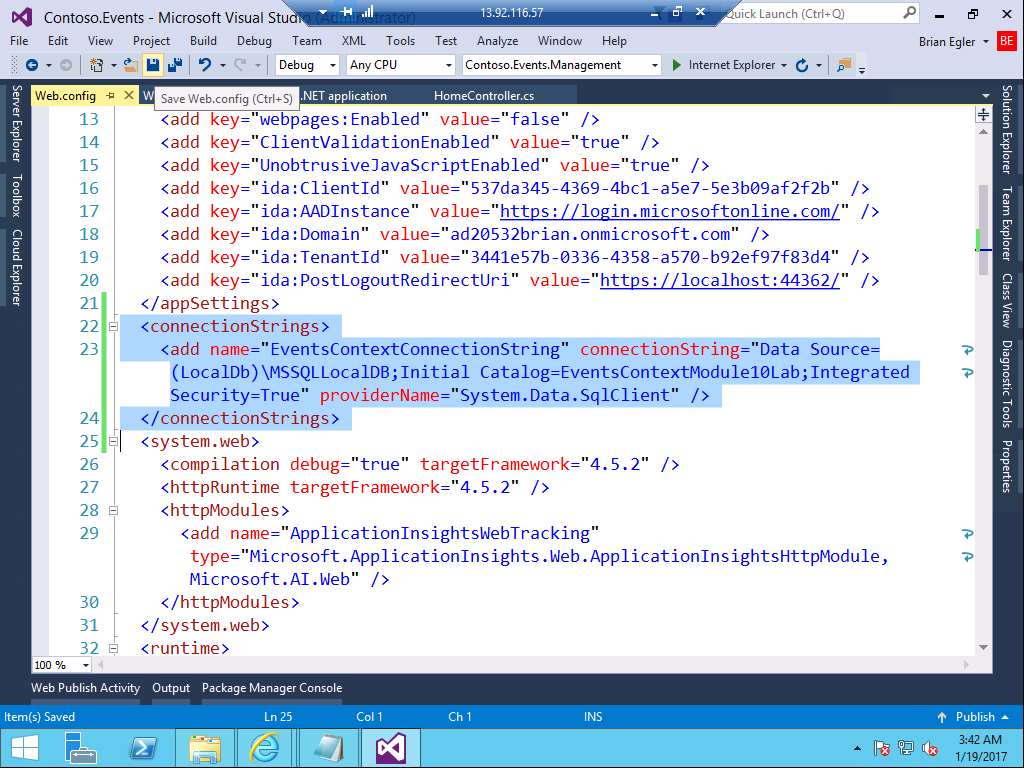 Contoso.Events - Microsoft Visual Studio (Administrator)
13.92.116.57
Quick Launch (Ctrl+Q)
File Edit View Project Build Debug Team XML Tools Test Analyze Window Help
Brian Egler
BE
Debug Any CPU Contoso.Events.Management Internet Explorer
Web.config W .NET application HomeController.cs
Save Web.config (Ctrl+S)
Server Explorer
Toolbox
Cloud Explorer
13 <add key="webpages:Enabled" value="false" />
14 <add key="ClientValidationEnabled" value="true" />
15 <add key="UnobtrusiveJavaScriptEnabled" value="true" />
16 <add key="ida:ClientId" value="537da345-4369-4bc1-a5e7-5e3b09af2f2b" />
17 <add key="ida:AADInstance" value="https://login.microsoftonline.com/" />
18 <add key="ida:Domain" value="ad20532brian.onmicrosoft.com" />
19 <add key="ida:TenantId" value="3441e57b-0336-4358-a570-b92ef97f83d4" />
20 <add key="ida:PostLogoutRedirectUri" value="https://localhost:44362/" />
21 </appSettings>
22 <connectionStrings>
23 <add name="EventsContextConnectionString" connectionString="Data Source=
(LocalDb)\MSSQLLocalDB;Initial Catalog=EventsContextModule10Lab;Integrated
Security=True" providerName="System.Data.SqlClient" />
24 </connectionStrings>
25 <system.web>
26 <compilation debug="true" targetFramework="4.5.2" />
27 <httpRuntime targetFramework="4.5.2" />
28 <httpModules>
29 <add name="ApplicationInsightsWebTracking"
type="Microsoft.ApplicationInsights.Web.ApplicationInsightsHttpModule,
Microsoft.AI.Web" />
30 </httpModules>
31 </system.web>
32 <runtime>
Solution Explorer
Team Explorer
Class View
Diagnostic Tools
Properties
100 %
Web Publish Activity Output Package Manager Console
Item(s) Saved Ln 25 Col 1 Ch 1 INS Publish
3:42 AM
1/19/2017